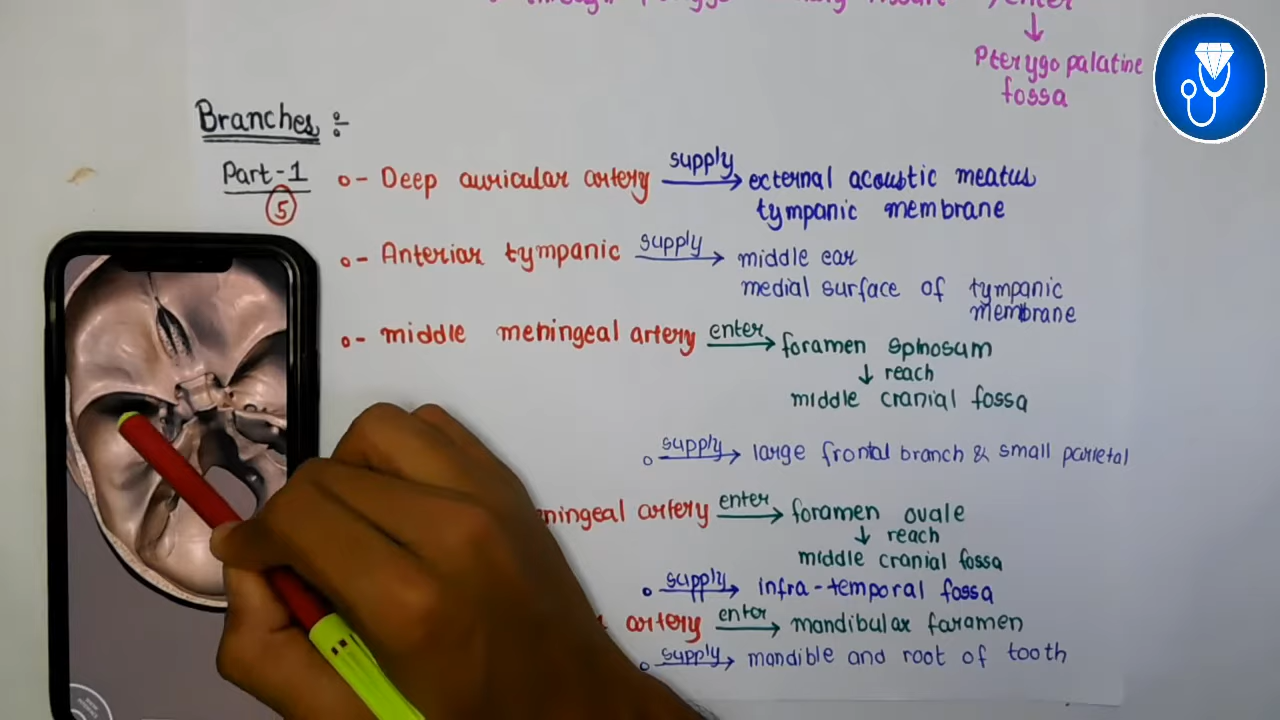 Pterygo palatine
fossa
Branches :-
Part-1
5
o- Deep auricular artery supply → external acoustic meatus
tympanic membrane
o- Anteriar tympanic supply → middle ear
medial surface of tympanic
membrane
o- middle meningeal artery enter → foramen spinosum
↓ reach
middle cranial fossa
o supply → large frontal branch & small parietal
meningeal artery enter → foramen ovale
↓ reach
middle cranial fossa
o supply → infra-temporal fossa
artery enter → mandibular foramen
o supply → mandible and root of tooth